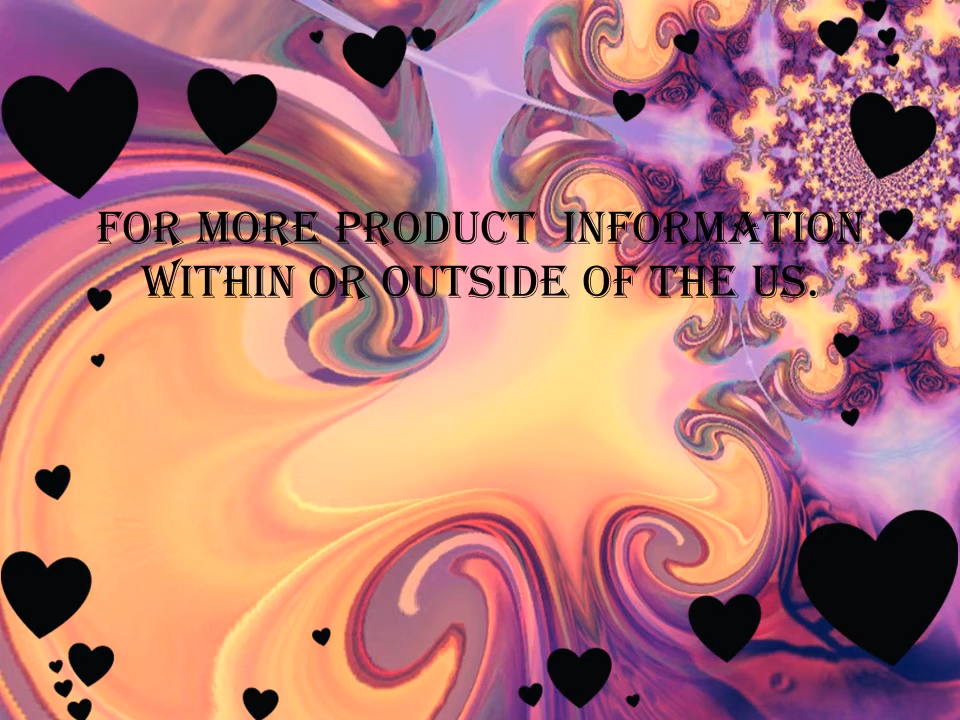 FOR MORE PRODUCT  INFORMATION
WITHIN OR OUTSIDE OF THE US.